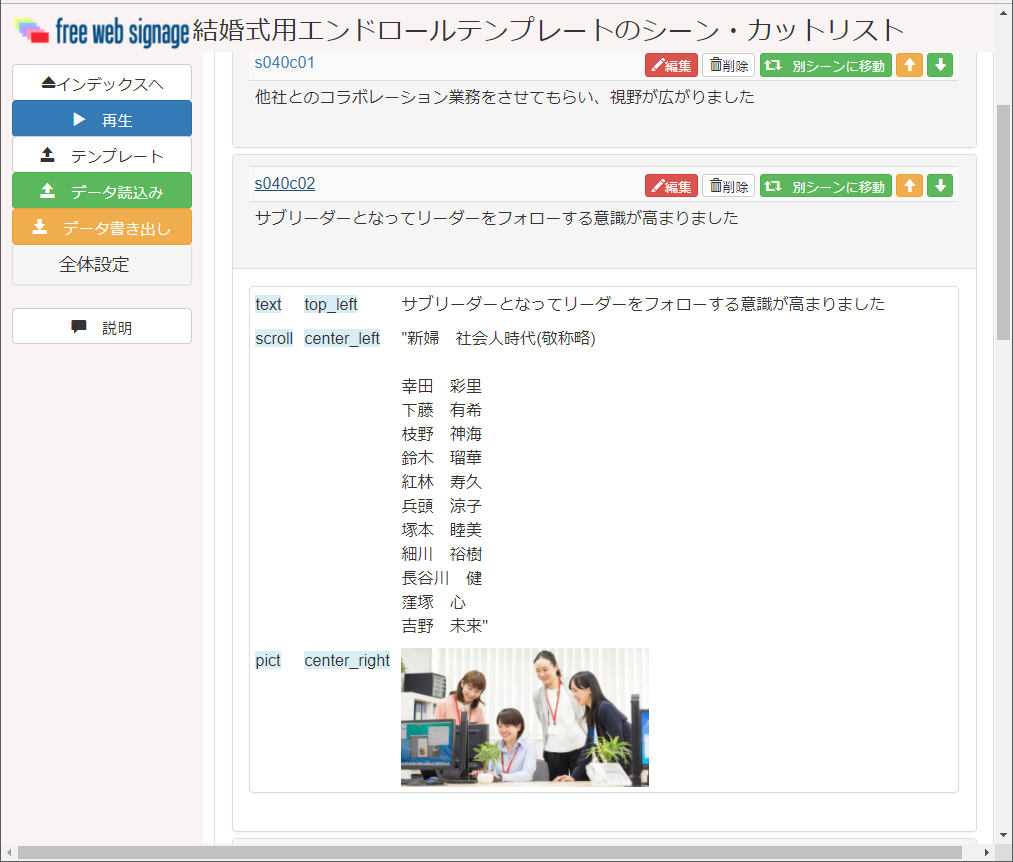 free web signage 結婚式用エンドロールテンプレートのシーン・カットリスト
インデックスへ
再生
テンプレート
データ読込み
データ書き出し
全体設定
説明
s040c01 編集 削除 別シーンに移動
他社とのコラボレーション業務をさせてもらい、視野が広がりました
s040c02 編集 削除 別シーンに移動
サブリーダーとなってリーダーをフォローする意識が高まりました
text top_left サブリーダーとなってリーダーをフォローする意識が高まりました
scroll center_left "新婦　社会人時代(敬称略)
幸田　彩里
下藤　有希
枝野　神海
鈴木　瑠華
紅林　寿久
兵頭　涼子
塚本　睦美
細川　裕樹
長谷川　健
窪塚　心
吉野　未来"
pict center_right